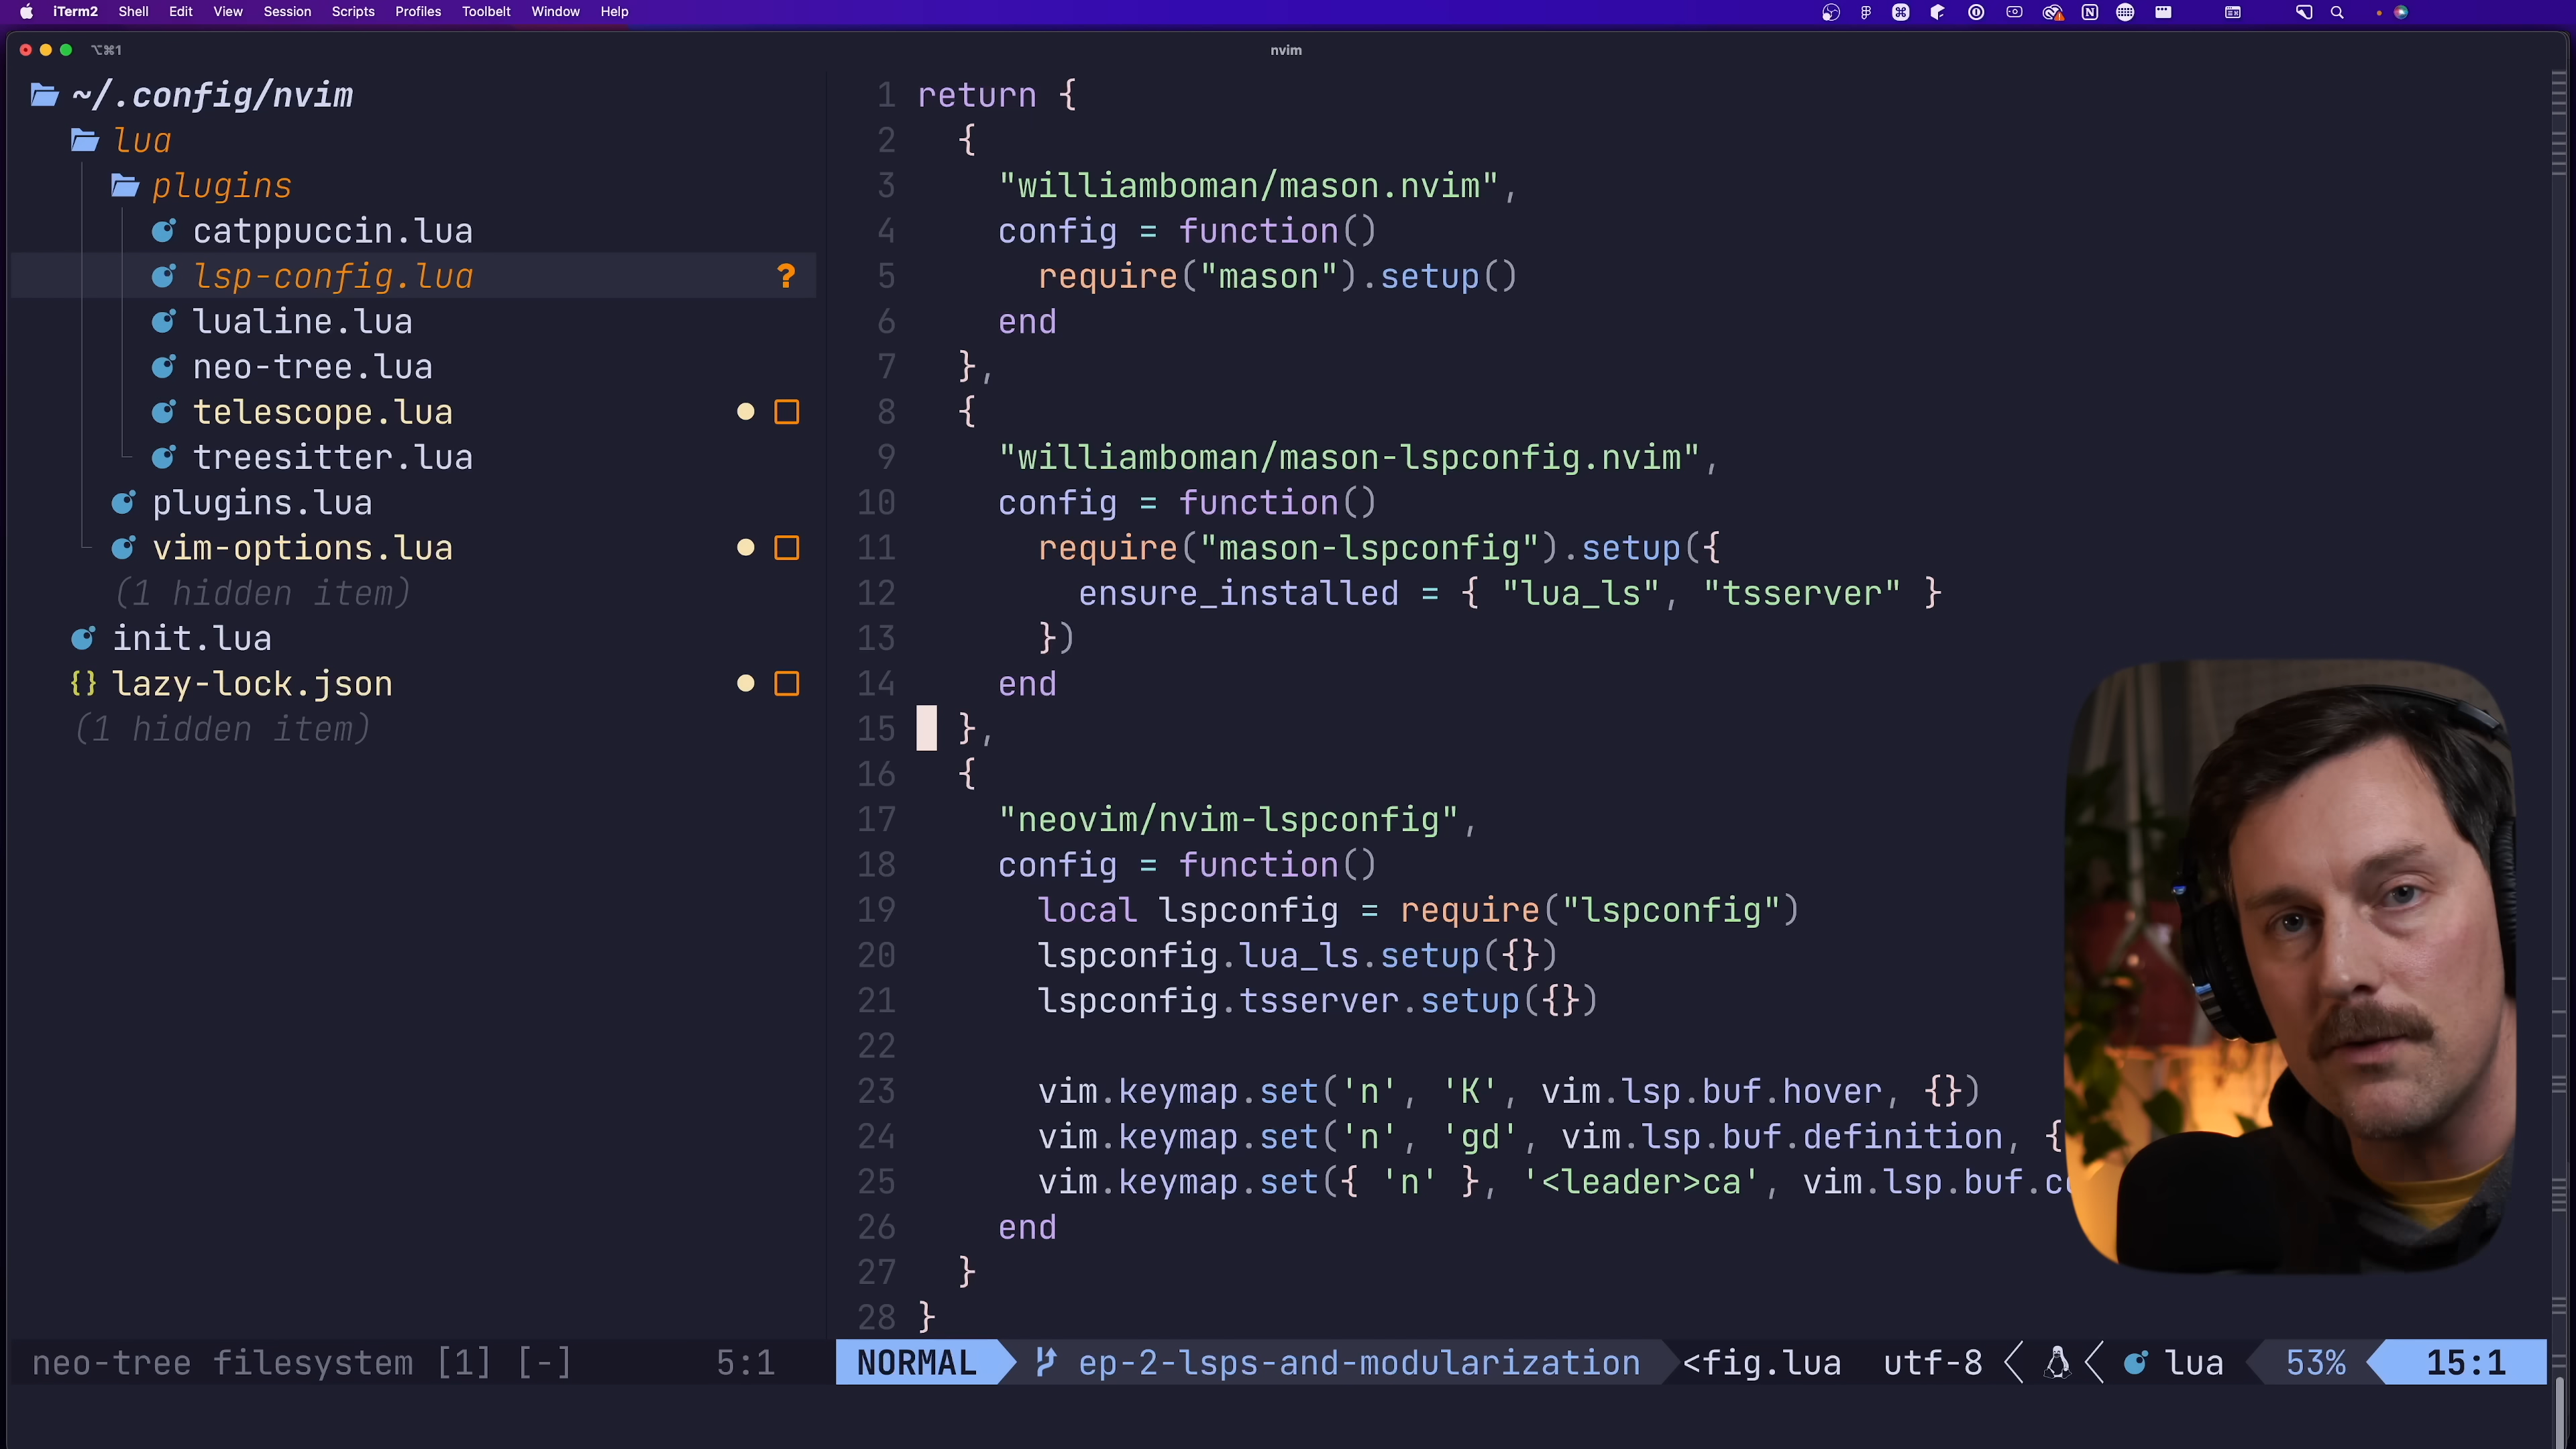 iTerm2 Shell Edit View Session Scripts Profiles Toolbelt Window Help
⌥⌘1
nvim
~/.config/nvim
lua
plugins
catppuccin.lua
lsp-config.lua ?
lualine.lua
neo-tree.lua
telescope.lua
treesitter.lua
plugins.lua
vim-options.lua
(1 hidden item)
init.lua
{} lazy-lock.json
(1 hidden item)
neo-tree filesystem [1] [-] 5:1
1 return {
2 {
3 "williamboman/mason.nvim",
4 config = function()
5 require("mason").setup()
6 end
7 },
8 {
9 "williamboman/mason-lspconfig.nvim",
10 config = function()
11 require("mason-lspconfig").setup({
12 ensure_installed = { "lua_ls", "tsserver" }
13 })
14 end
15 },
16 {
17 "neovim/nvim-lspconfig",
18 config = function()
19 local lspconfig = require("lspconfig")
20 lspconfig.lua_ls.setup({})
21 lspconfig.tsserver.setup({})
22
23 vim.keymap.set('n', 'K', vim.lsp.buf.hover, {})
24 vim.keymap.set('n', 'gd', vim.lsp.buf.definition, {
25 vim.keymap.set({ 'n' }, '<leader>ca', vim.lsp.buf.c
26 end
27 }
28 }
NORMAL ep-2-lsps-and-modularization <fig.lua utf-8 lua 53% 15:1